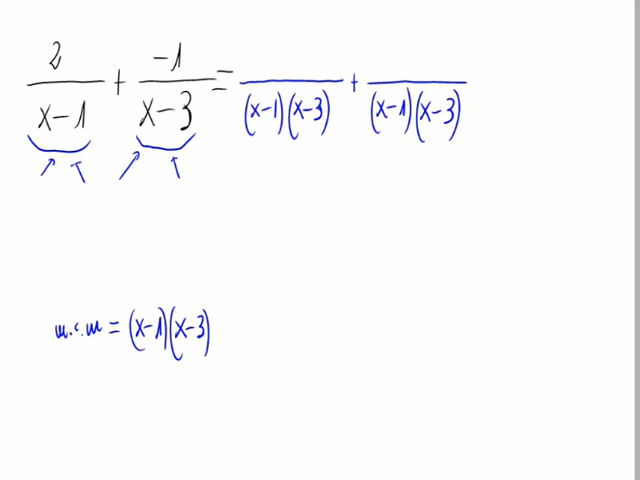 2/(x-1) + -1/(x-3) = /((x-1)(x-3)) + /((x-1)(x-3))
m.c.m = (x-1)(x-3)